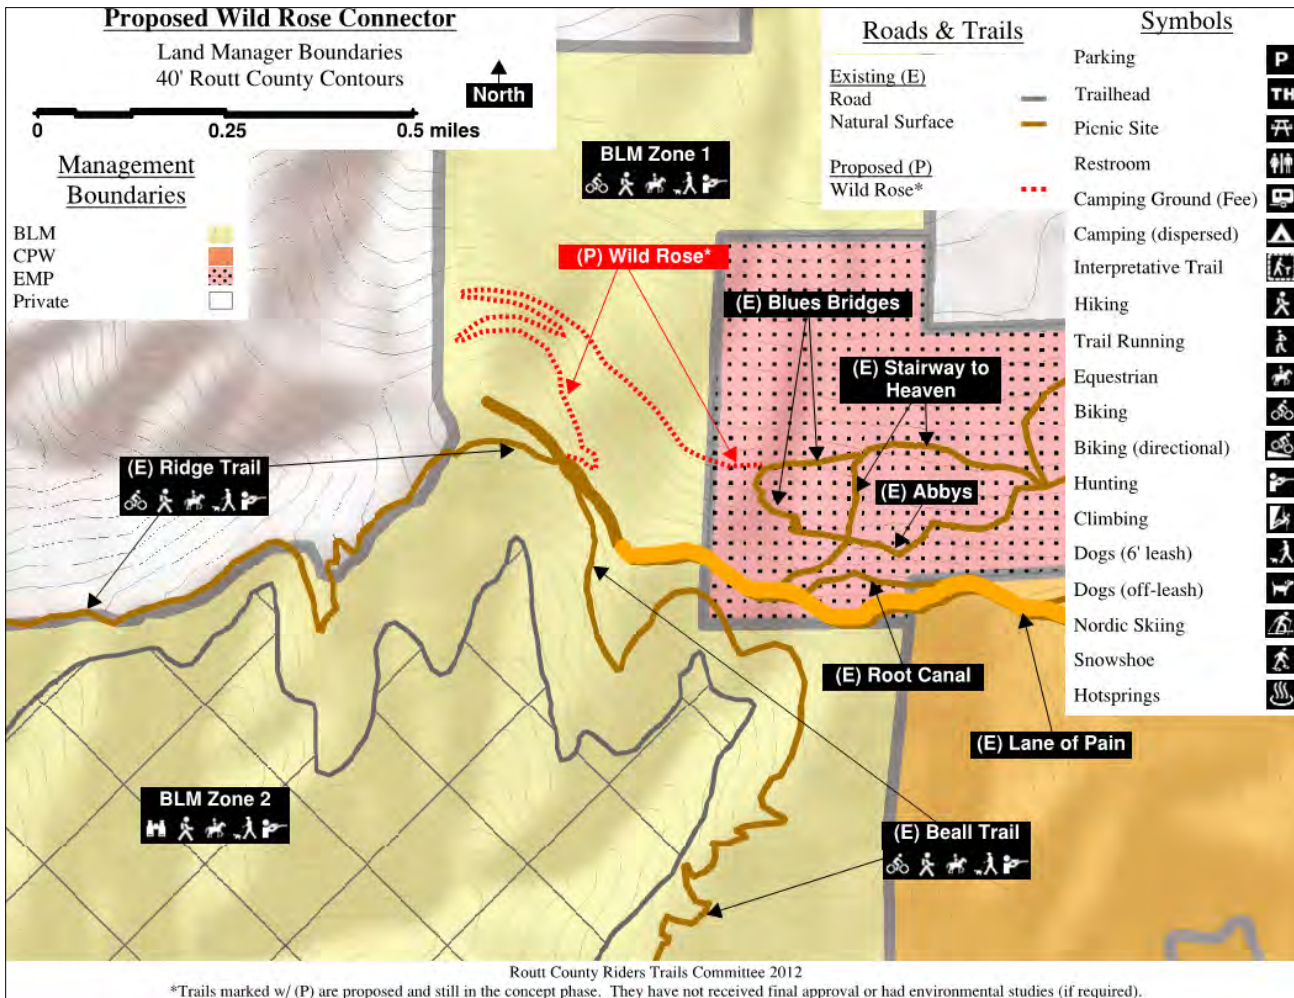 Proposed Wild Rose Connector
Land Manager Boundaries
40' Routt County Contours
North
0 0.25 0.5 miles
Management
Boundaries
BLM
CPW
EMP
Private
Roads & Trails
Existing (E)
Road
Natural Surface
Proposed (P)
Wild Rose*
Symbols
Parking
P
Trailhead
TH
Picnic Site
Restroom
Camping Ground (Fee)
Camping (dispersed)
Interpretative Trail
Hiking
Trail Running
Equestrian
Biking
Biking (directional)
Hunting
Climbing
Dogs (6' leash)
Dogs (off-leash)
Nordic Skiing
Snowshoe
Hotsprings
BLM Zone 1
(P) Wild Rose*
(E) Blues Bridges
(E) Stairway to
Heaven
(E) Ridge Trail
(E) Abbys
(E) Root Canal
(E) Lane of Pain
BLM Zone 2
(E) Beall Trail
Routt County Riders Trails Committee 2012
*Trails marked w/ (P) are proposed and still in the concept phase. They have not received final approval or had environmental studies (if required).